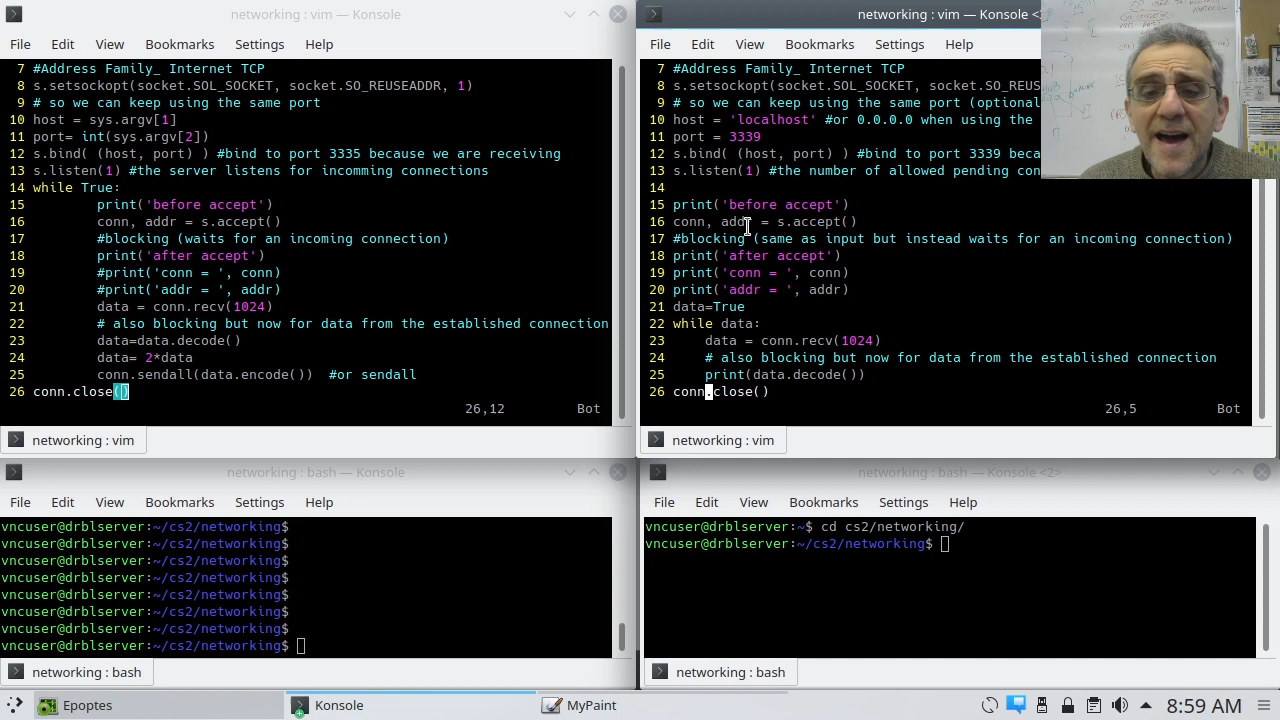 networking : vim — Konsole
File Edit View Bookmarks Settings Help
7 #Address Family_ Internet TCP
8 s.setsockopt(socket.SOL_SOCKET, socket.SO_REUSEADDR, 1)
9 # so we can keep using the same port
10 host = sys.argv[1]
11 port= int(sys.argv[2])
12 s.bind( (host, port) ) #bind to port 3335 because we are receiving
13 s.listen(1) #the server listens for incomming connections
14 while True:
15         print('before accept')
16         conn, addr = s.accept()
17         #blocking (waits for an incoming connection)
18         print('after accept')
19         #print('conn = ', conn)
20         #print('addr = ', addr)
21         data = conn.recv(1024)
22         # also blocking but now for data from the established connection
23         data=data.decode()
24         data= 2*data
25         conn.sendall(data.encode())  #or sendall
26 conn.close()
26,12 Bot
networking : vim
networking : vim — Konsole <
File Edit View Bookmarks Settings Help
7 #Address Family_ Internet TCP
8 s.setsockopt(socket.SOL_SOCKET, socket.SO_REUS
9 # so we can keep using the same port (optional
10 host = 'localhost' #or 0.0.0.0 when using the
11 port = 3339
12 s.bind( (host, port) ) #bind to port 3339 beca
13 s.listen(1) #the number of allowed pending con
14
15 print('before accept')
16 conn, addr = s.accept()
17 #blocking (same as input but instead waits for an incoming connection)
18 print('after accept')
19 print('conn = ', conn)
20 print('addr = ', addr)
21 data=True
22 while data:
23     data = conn.recv(1024)
24     # also blocking but now for data from the established connection
25     print(data.decode())
26 conn.close()
26,5 Bot
networking : vim
networking : bash — Konsole
File Edit View Bookmarks Settings Help
vncuser@drblserver:~/cs2/networking$
vncuser@drblserver:~/cs2/networking$
vncuser@drblserver:~/cs2/networking$
vncuser@drblserver:~/cs2/networking$
vncuser@drblserver:~/cs2/networking$
vncuser@drblserver:~/cs2/networking$
vncuser@drblserver:~/cs2/networking$
vncuser@drblserver:~/cs2/networking$
networking : bash
networking : bash — Konsole <2>
File Edit View Bookmarks Settings Help
vncuser@drblserver:~$ cd cs2/networking/
vncuser@drblserver:~/cs2/networking$
networking : bash
Epoptes Konsole MyPaint 8:59 AM